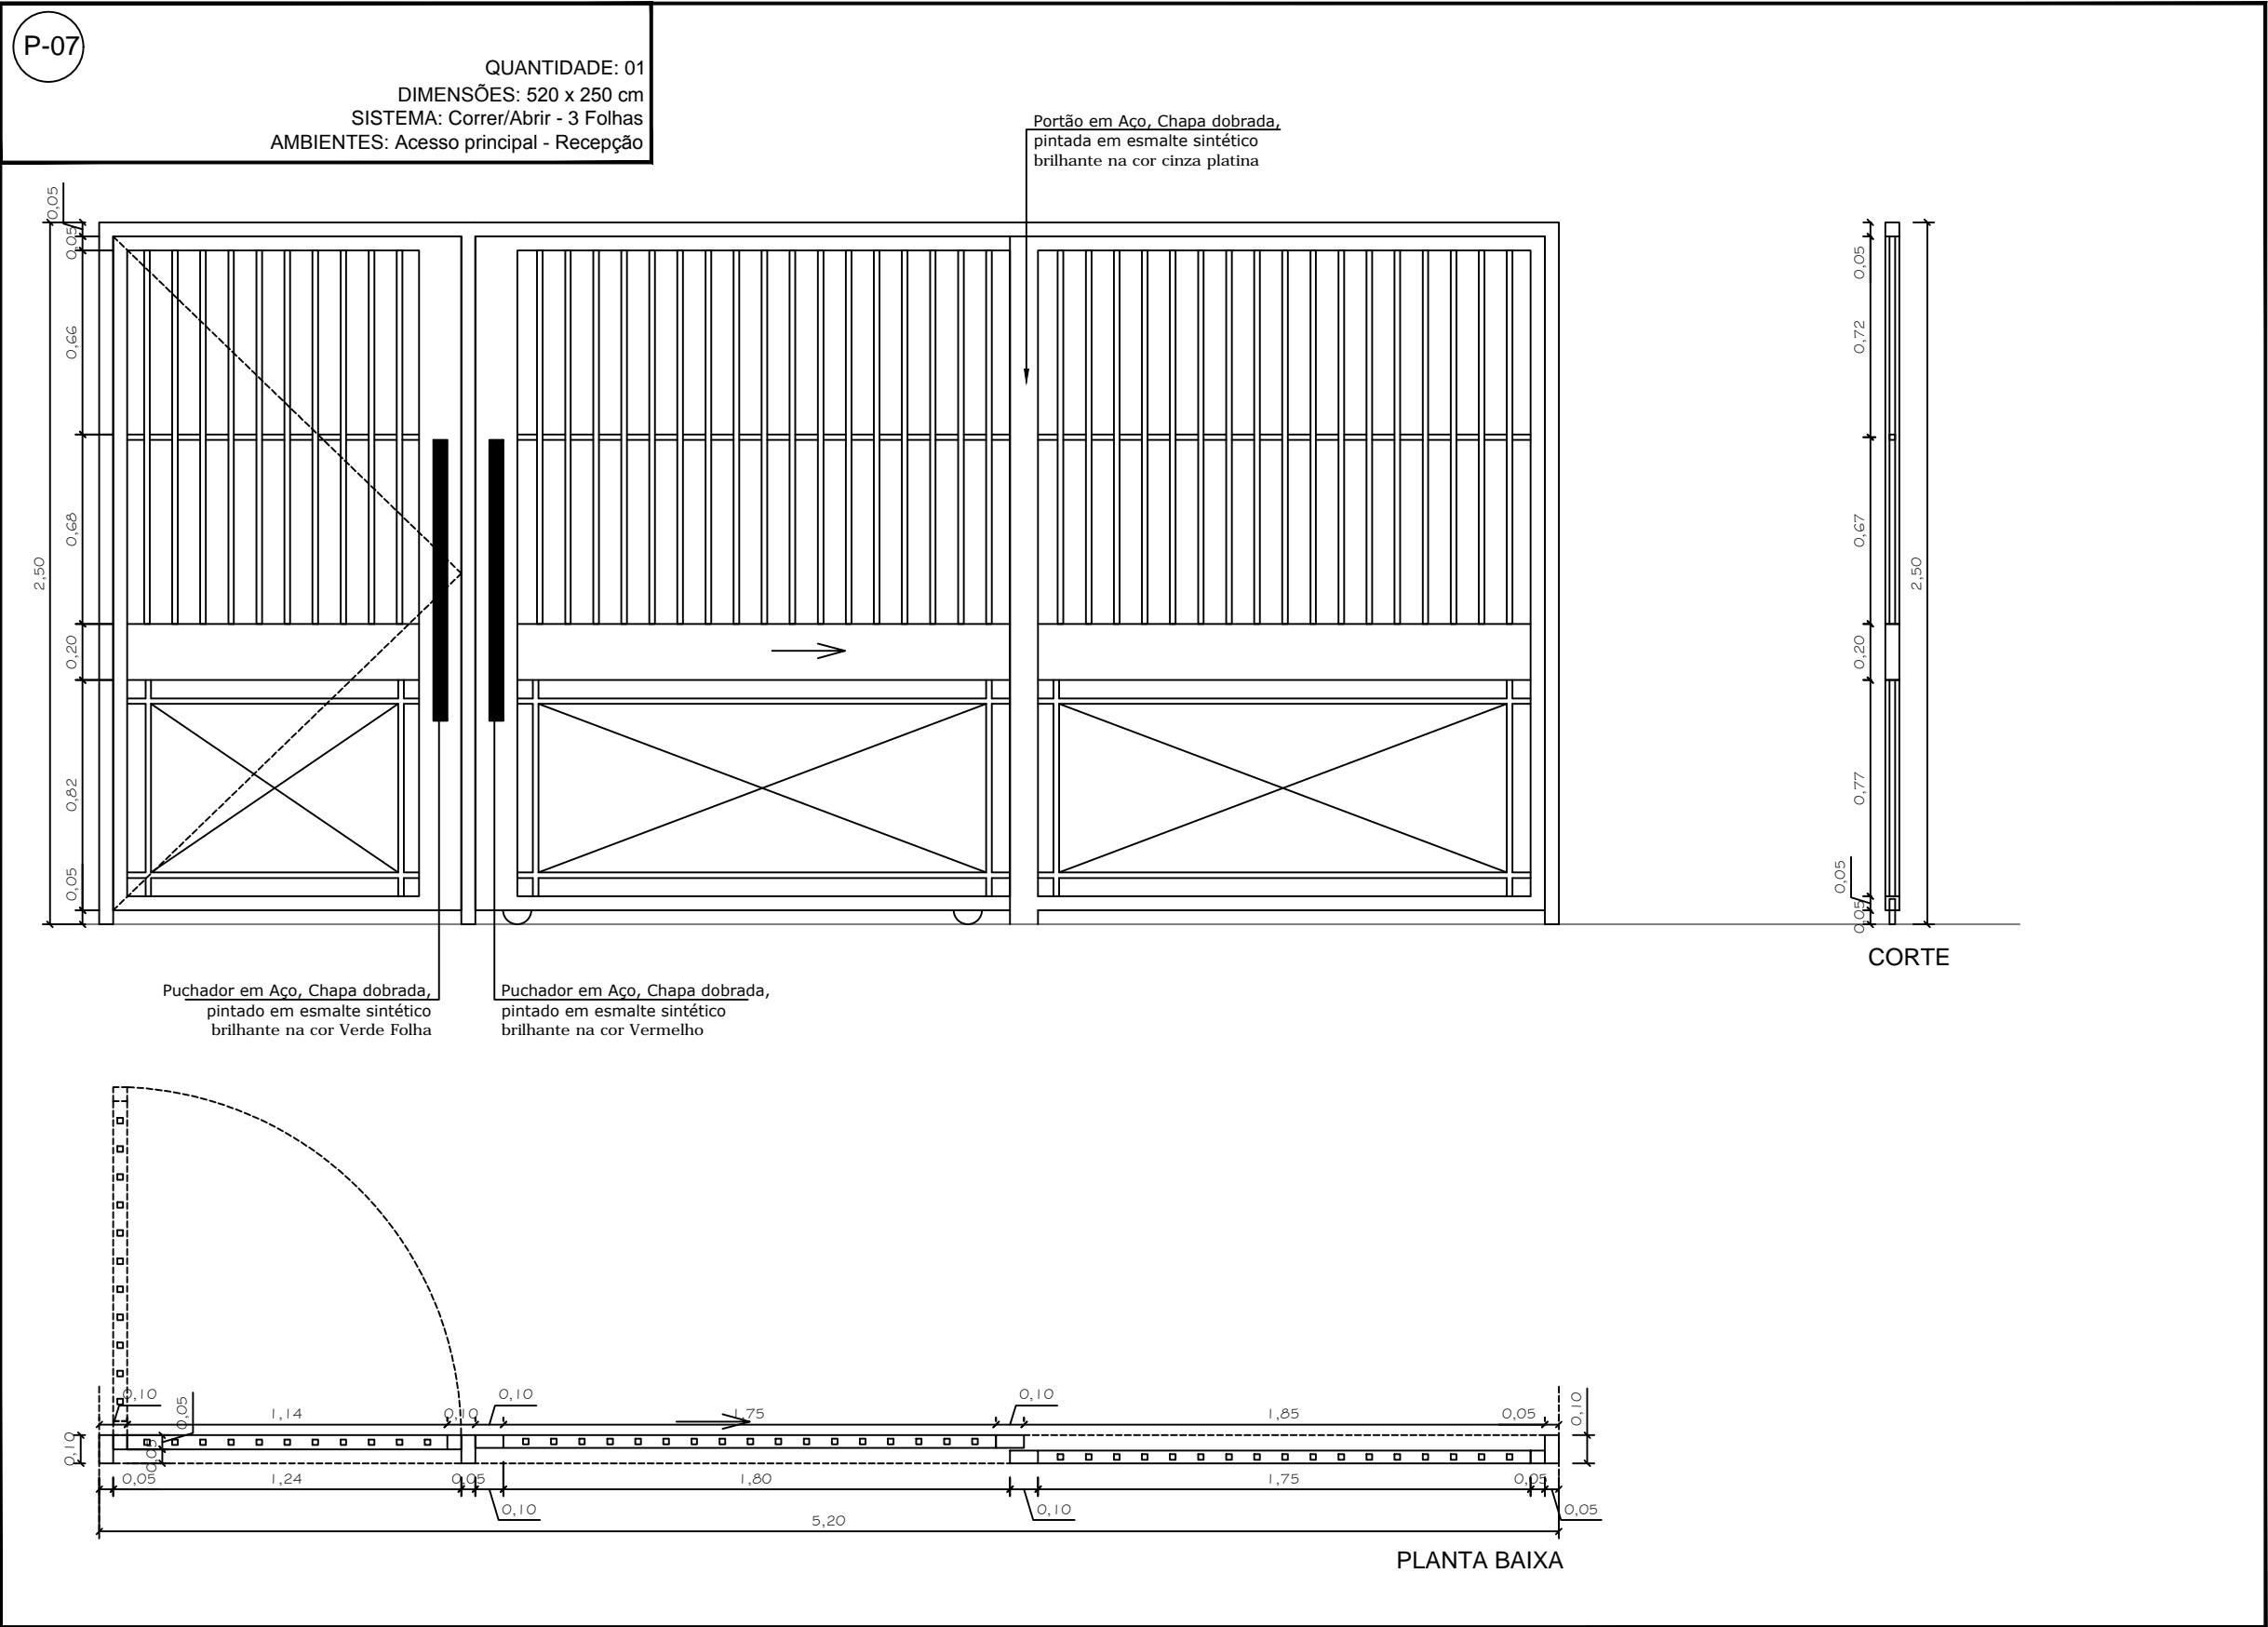 P-07
QUANTIDADE: 01
DIMENSÕES: 520 x 250 cm
SISTEMA: Correr/Abrir - 3 Folhas
AMBIENTES: Acesso principal - Recepção
Portão em Aço, Chapa dobrada,
pintada em esmalte sintético
brilhante na cor cinza platina
0,05
0,05
0,66
0,68
2,50
0,20
0,82
0,05
0,05
0,72
0,67
2,50
0,20
0,77
0,05
0,05
CORTE
Puchador em Aço, Chapa dobrada,
pintado em esmalte sintético
brilhante na cor Verde Folha
Puchador em Aço, Chapa dobrada,
pintado em esmalte sintético
brilhante na cor Vermelho
0,10
0,05
1,14
0,10
0,10
1,75
0,10
1,85
0,05
0,10
0,10
0,05
0,05
1,24
0,05
1,80
1,75
0,05
0,10
0,10
0,05
5,20
PLANTA BAIXA